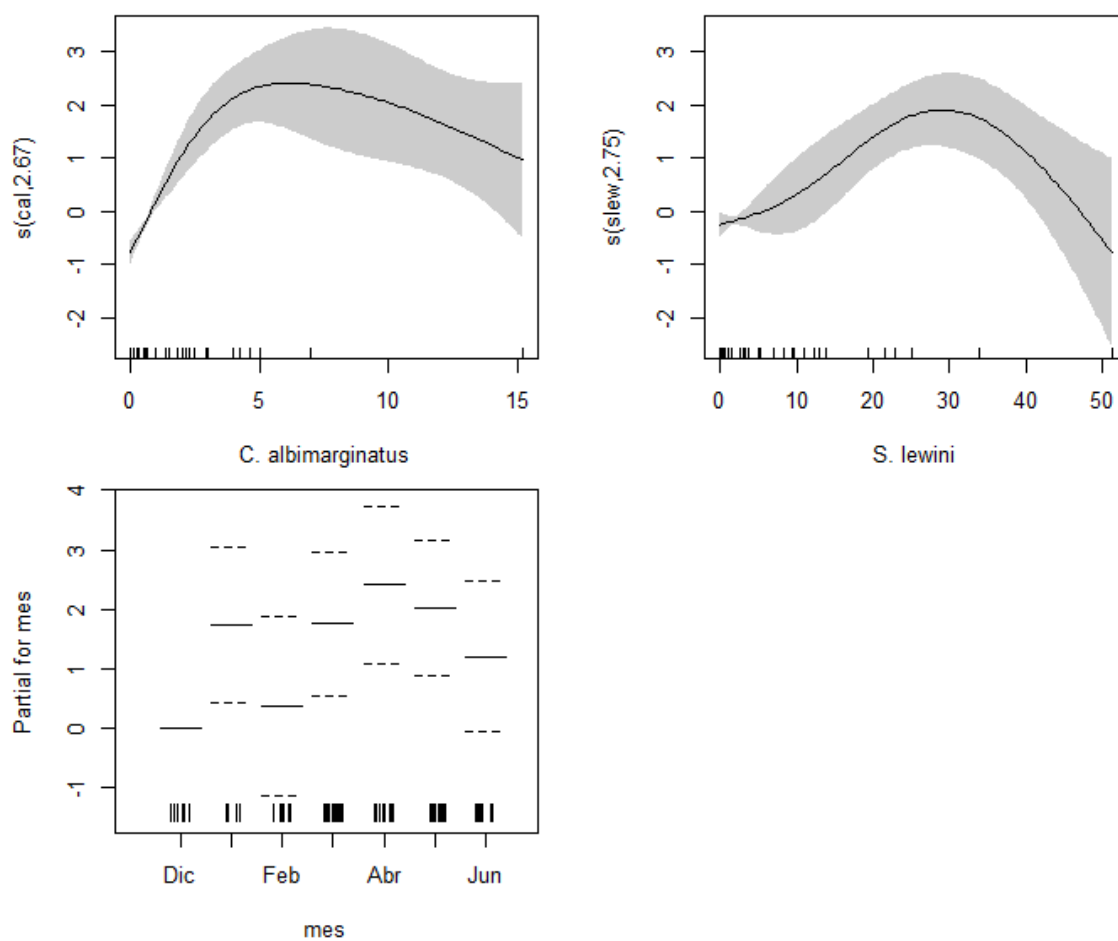 s(cal,2.67)
3
2
1
0
-1
-2
0 5 10 15
C. albimarginatus
s(slew,2.75)
3
2
1
0
-1
-2
0 10 20 30 40 50
S. lewini
Partial for mes
4
3
2
1
0
-1
Dic Feb Abr Jun
mes